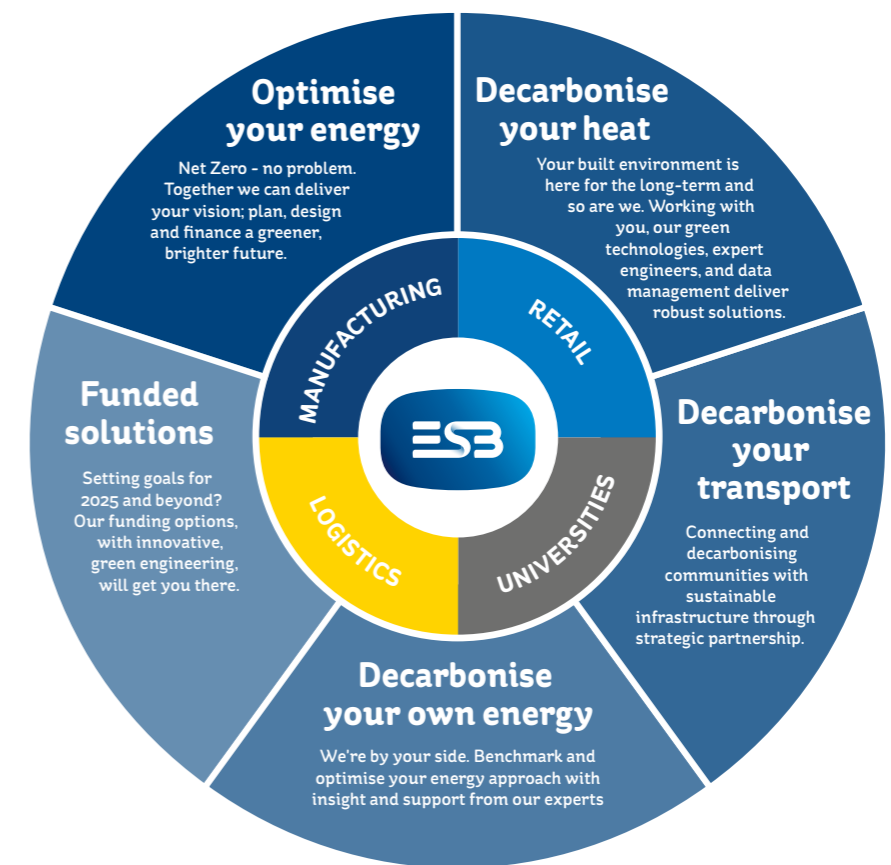 Optimise
your energy
Net Zero - no problem.
Together we can deliver
your vision; plan, design
and finance a greener,
brighter future.
Decarbonise
your heat
Your built environment is
here for the long-term and
so are we. Working with
you, our green
technologies, expert
engineers, and data
management deliver
robust solutions.
Decarbonise
your
transport
Connecting and
decarbonising
communities with
sustainable
infrastructure through
strategic partnership.
Decarbonise
your own energy
We're by your side. Benchmark and
optimise your energy approach with
insight and support from our experts
Funded
solutions
Setting goals for
2025 and beyond?
Our funding options,
with innovative,
green engineering,
will get you there.
MANUFACTURING
RETAIL
UNIVERSITIES
LOGISTICS
ESB